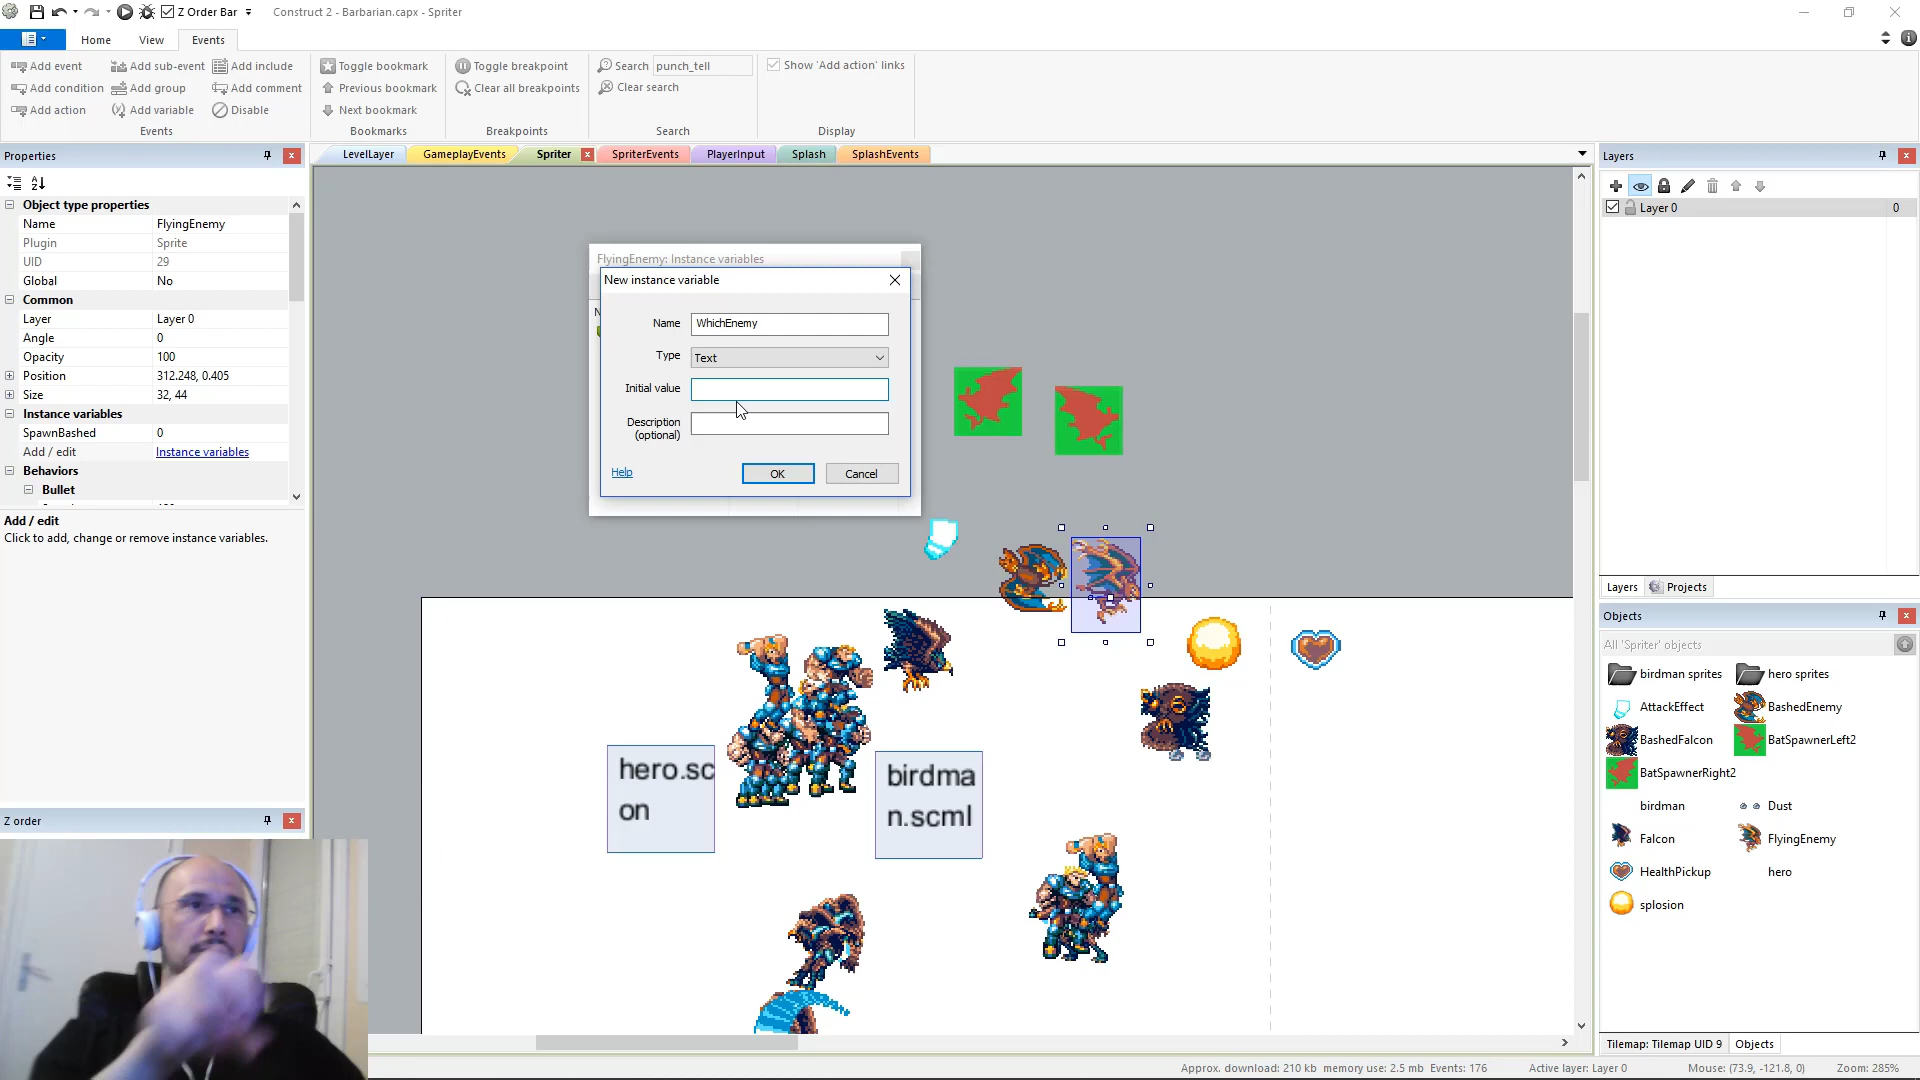 Z Order Bar
Construct 2 - Barbarian.capx - Spriter
Home
View
Events
Add event
Add sub-event
Add include
Add condition
Add group
Add comment
Add action
Add variable
Disable
Events
Toggle bookmark
Previous bookmark
Next bookmark
Bookmarks
Toggle breakpoint
Clear all breakpoints
Breakpoints
Search
punch_tell
Clear search
Search
Show 'Add action' links
Display
Properties
LevelLayer
GameplayEvents
Spriter
SpriterEvents
PlayerInput
Splash
SplashEvents
Object type properties
Name FlyingEnemy
Plugin Sprite
UID 29
Global No
Common
Layer Layer 0
Angle 0
Opacity 100
Position 312.248, 0.405
Size 32, 44
Instance variables
SpawnBashed 0
Add / edit Instance variables
Behaviors
Bullet
Add / edit
Click to add, change or remove instance variables.
Z order
FlyingEnemy: Instance variables
New instance variable
Name WhichEnemy
Type Text
Initial value
Description
(optional)
Help
OK
Cancel
hero.sc
on
birdma
n.scml
Layers
Layer 0 0
Layers
Projects
Objects
All 'Spriter' objects
birdman sprites
hero sprites
AttackEffect
BashedEnemy
BashedFalcon
BatSpawnerLeft2
BatSpawnerRight2
birdman
Dust
Falcon
FlyingEnemy
HealthPickup
hero
splosion
Tilemap: Tilemap UID 9
Objects
Approx. download: 210 kb memory use: 2.5 mb Events: 176
Active layer: Layer 0
Mouse: (73.9, -121.8, 0)
Zoom: 285%